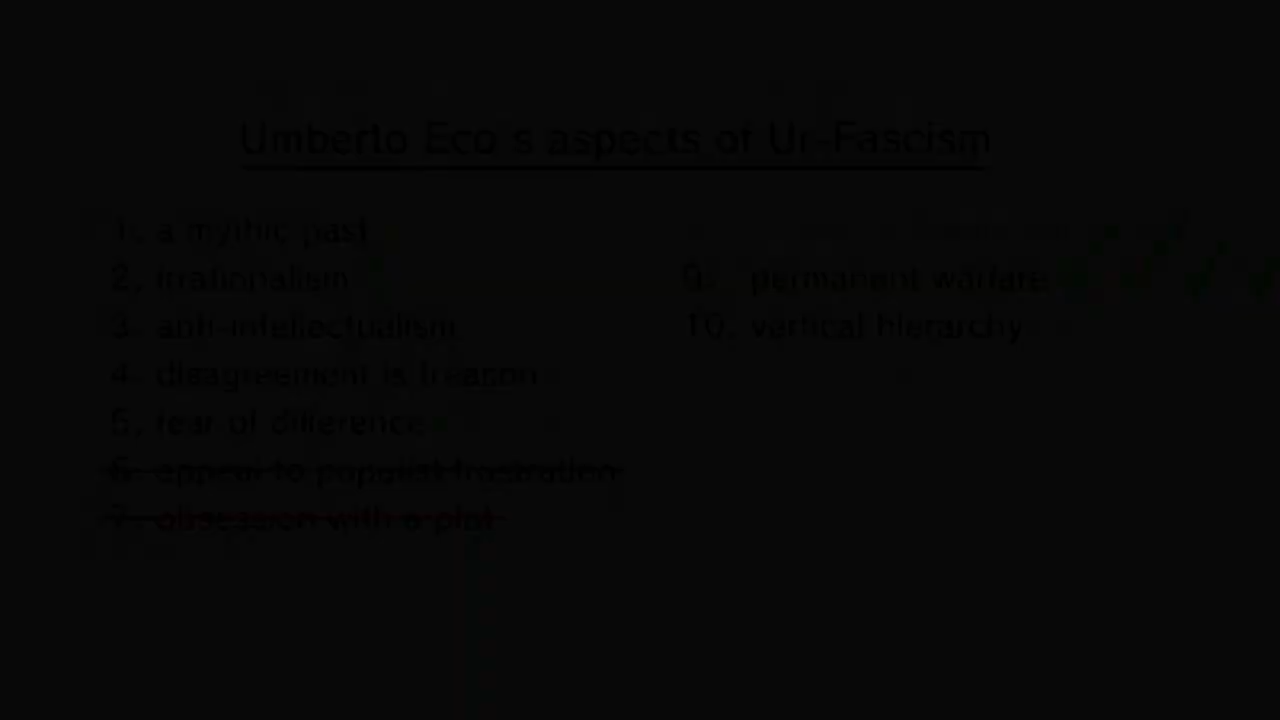 Umberto Eco's aspects of Ur-Fascism
1. a mythic past
2. irrationalism
3. anti-intellectualism
4. disagreement is treason
5. fear of difference
6. appeal to populist frustration
7. obsession with a plot
9. permanent warfare
10. vertical hierarchy